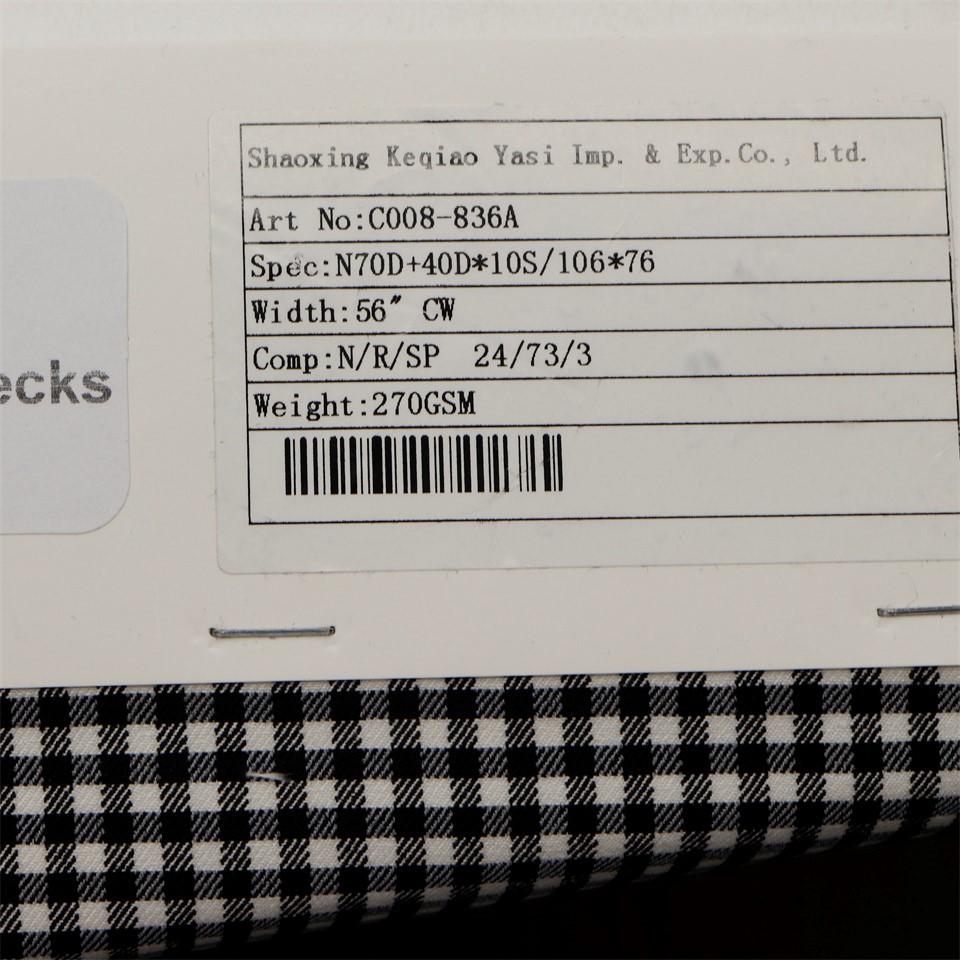 Shaoxing Keqiao Yasi Imp. & Exp.Co., Ltd.
Art No:C008-836A
Spec:N70D+40D*10S/106*76
Width:56″ CW
Comp:N/R/SP 24/73/3
Weight:270GSM
ecks